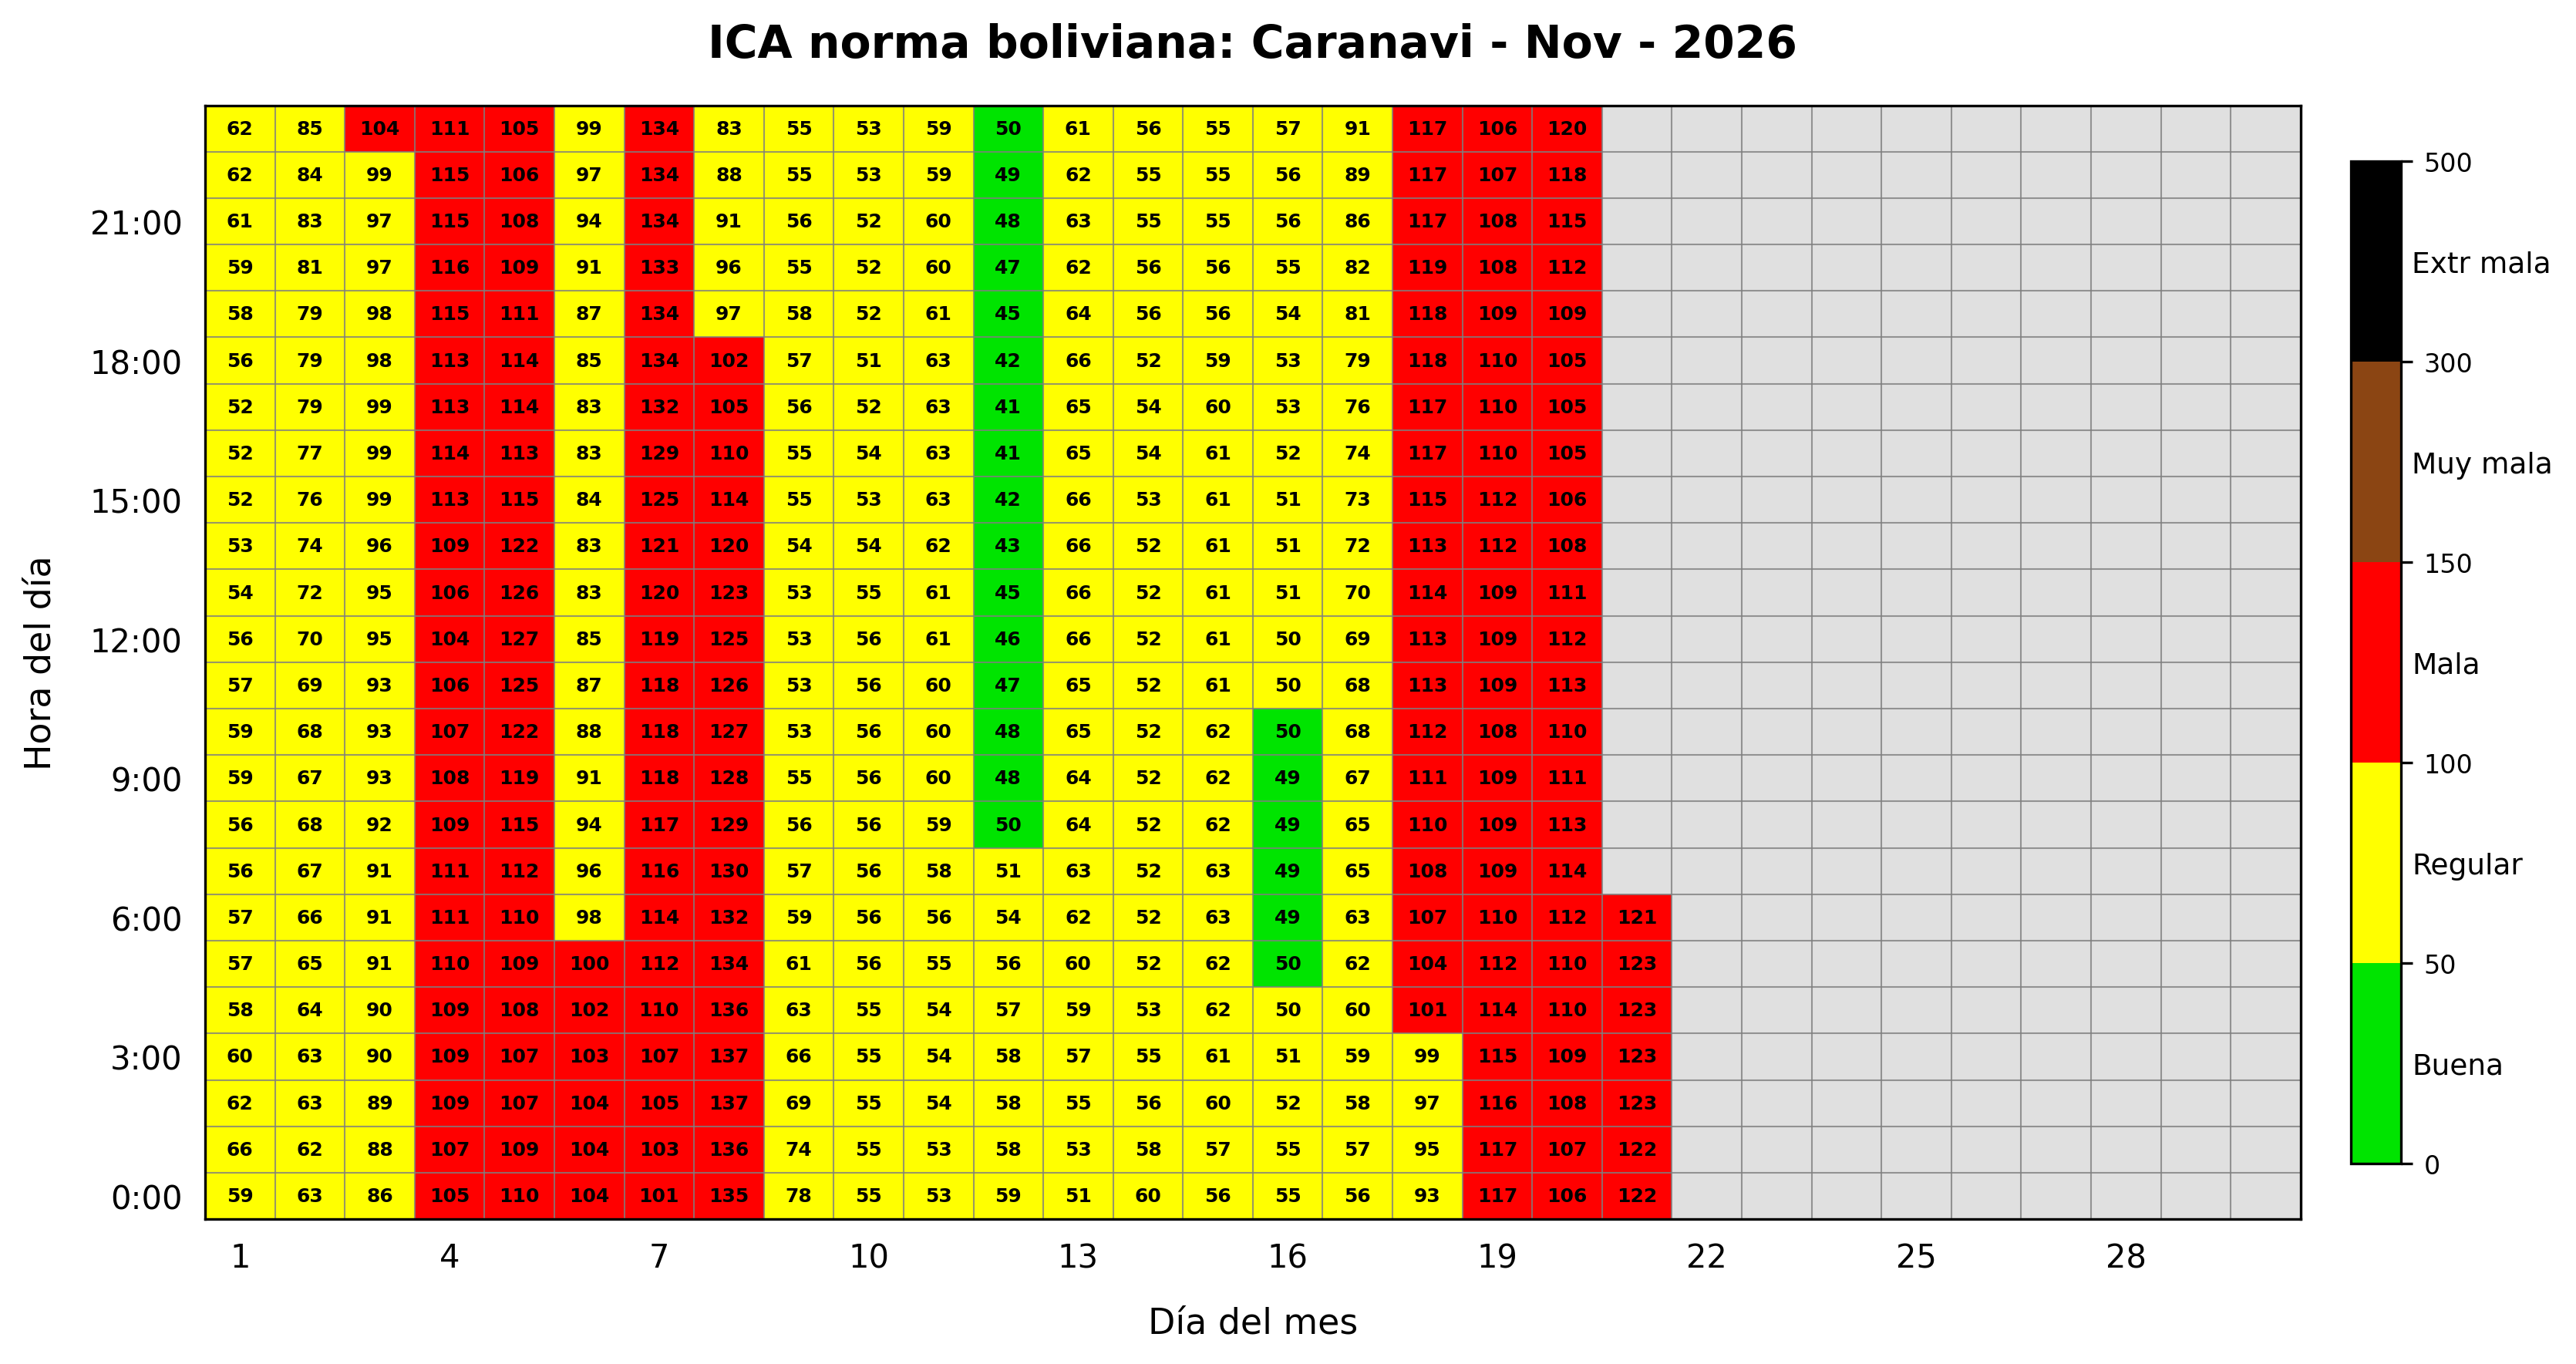 ICA norma boliviana: Caranavi - Nov - 2026
62 85 104 111 105 99 134 83 55 53 59 50 61 56 55 57 91 117 106 120
62 84 99 115 106 97 134 88 55 53 59 49 62 55 55 56 89 117 107 118
21:00 61 83 97 115 108 94 134 91 56 52 60 48 63 55 55 56 86 117 108 115
59 81 97 116 109 91 133 96 55 52 60 47 62 56 56 55 82 119 108 112
58 79 98 115 111 87 134 97 58 52 61 45 64 56 56 54 81 118 109 109
18:00 56 79 98 113 114 85 134 102 57 51 63 42 66 52 59 53 79 118 110 105
52 79 99 113 114 83 132 105 56 52 63 41 65 54 60 53 76 117 110 105
52 77 99 114 113 83 129 110 55 54 63 41 65 54 61 52 74 117 110 105
15:00 52 76 99 113 115 84 125 114 55 53 63 42 66 53 61 51 73 115 112 106
53 74 96 109 122 83 121 120 54 54 62 43 66 52 61 51 72 113 112 108
54 72 95 106 126 83 120 123 53 55 61 45 66 52 61 51 70 114 109 111
12:00 56 70 95 104 127 85 119 125 53 56 61 46 66 52 61 50 69 113 109 112
57 69 93 106 125 87 118 126 53 56 60 47 65 52 61 50 68 113 109 113
59 68 93 107 122 88 118 127 53 56 60 48 65 52 62 50 68 112 108 110
9:00 59 67 93 108 119 91 118 128 55 56 60 48 64 52 62 49 67 111 109 111
56 68 92 109 115 94 117 129 56 56 59 50 64 52 62 49 65 110 109 113
56 67 91 111 112 96 116 130 57 56 58 51 63 52 63 49 65 108 109 114
6:00 57 66 91 111 110 98 114 132 59 56 56 54 62 52 63 49 63 107 110 112 121
57 65 91 110 109 100 112 134 61 56 55 56 60 52 62 50 62 104 112 110 123
58 64 90 109 108 102 110 136 63 55 54 57 59 53 62 50 60 101 114 110 123
3:00 60 63 90 109 107 103 107 137 66 55 54 58 57 55 61 51 59 99 115 109 123
62 63 89 109 107 104 105 137 69 55 54 58 55 56 60 52 58 97 116 108 123
66 62 88 107 109 104 103 136 74 55 53 58 53 58 57 55 57 95 117 107 122
0:00 59 63 86 105 110 104 101 135 78 55 53 59 51 60 56 55 56 93 117 106 122
1 4 7 10 13 16 19 22 25 28
Día del mes
Hora del día
500
Extr mala
300
Muy mala
150
Mala
100
Regular
50
Buena
0